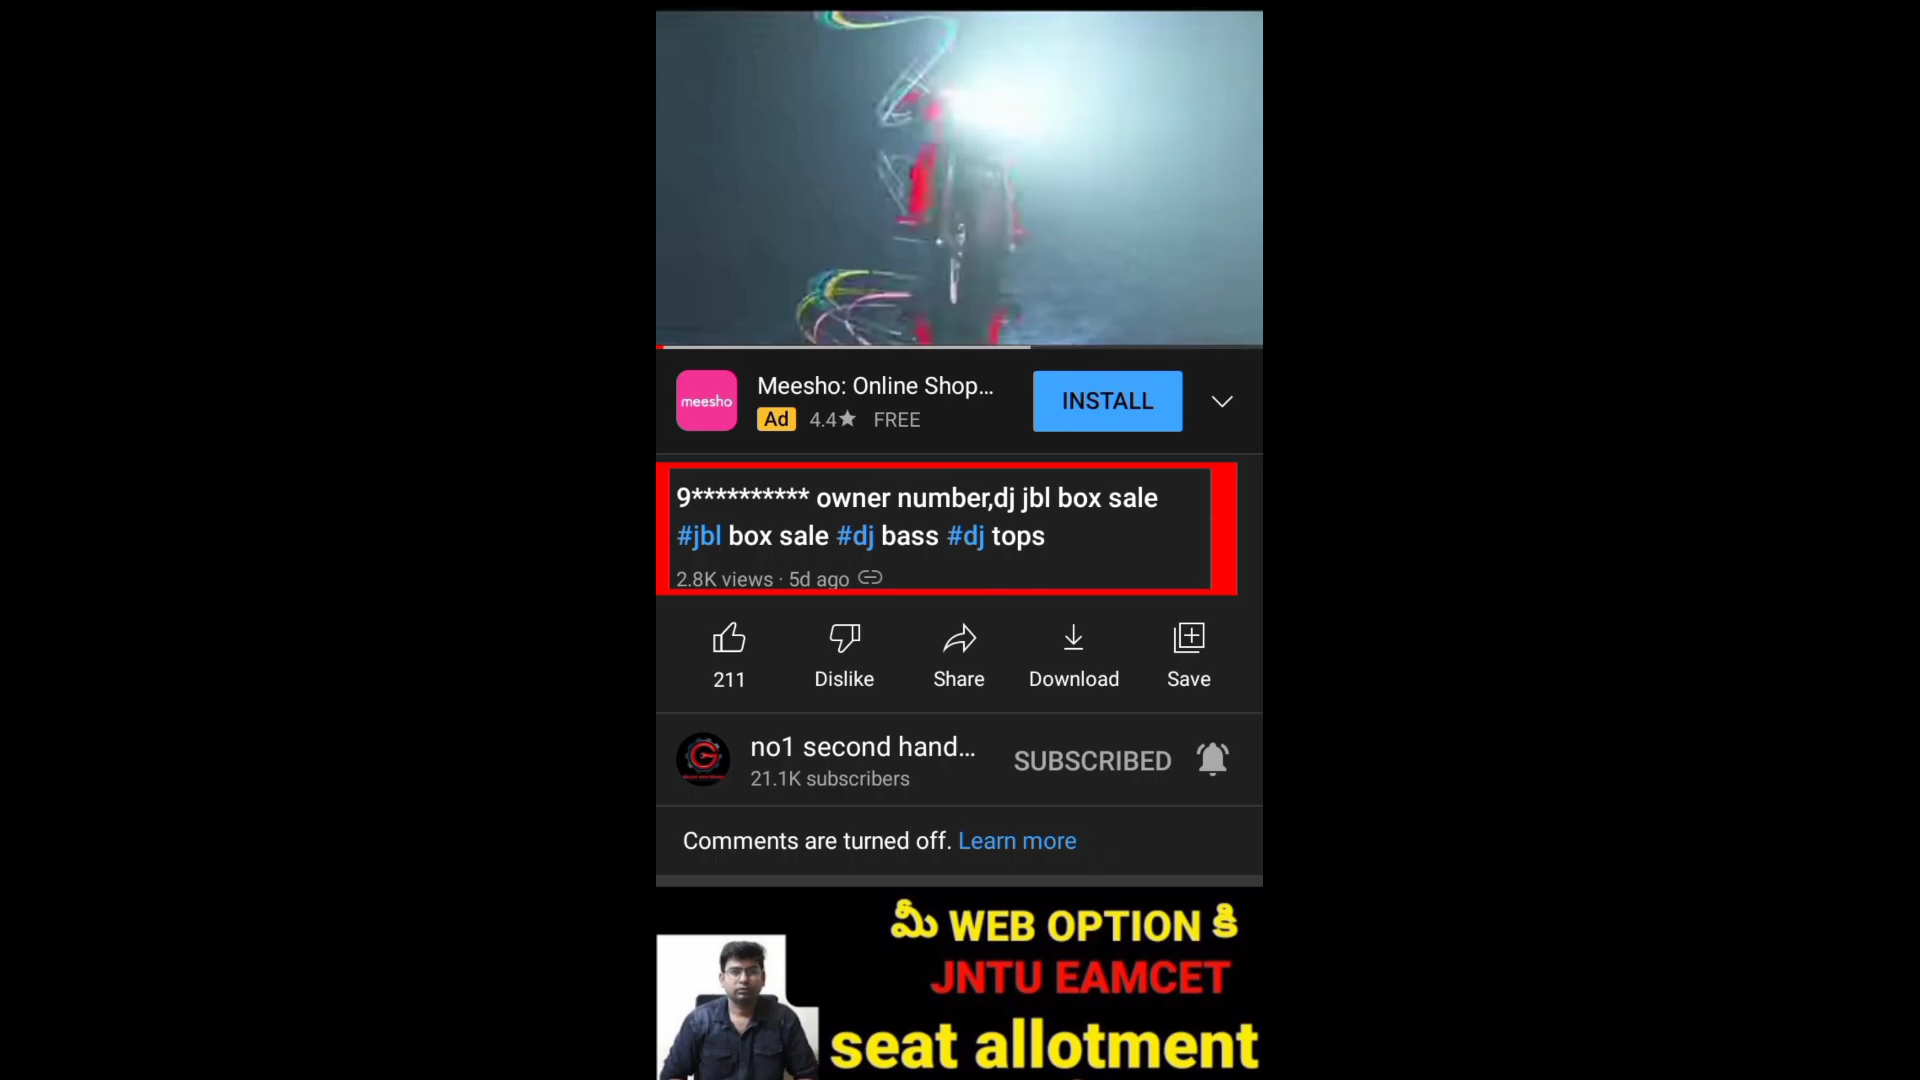 meesho
Meesho: Online Shop...
Ad 4.4★ FREE
INSTALL
9********** owner number,dj jbl box sale
#jbl box sale #dj bass #dj tops
2.8K views · 5d ago
211
Dislike
Share
Download
Save
no1 second hand...
21.1K subscribers
SUBSCRIBED
Comments are turned off. Learn more
మీ WEB OPTION కి
JNTU EAMCET
seat allotment